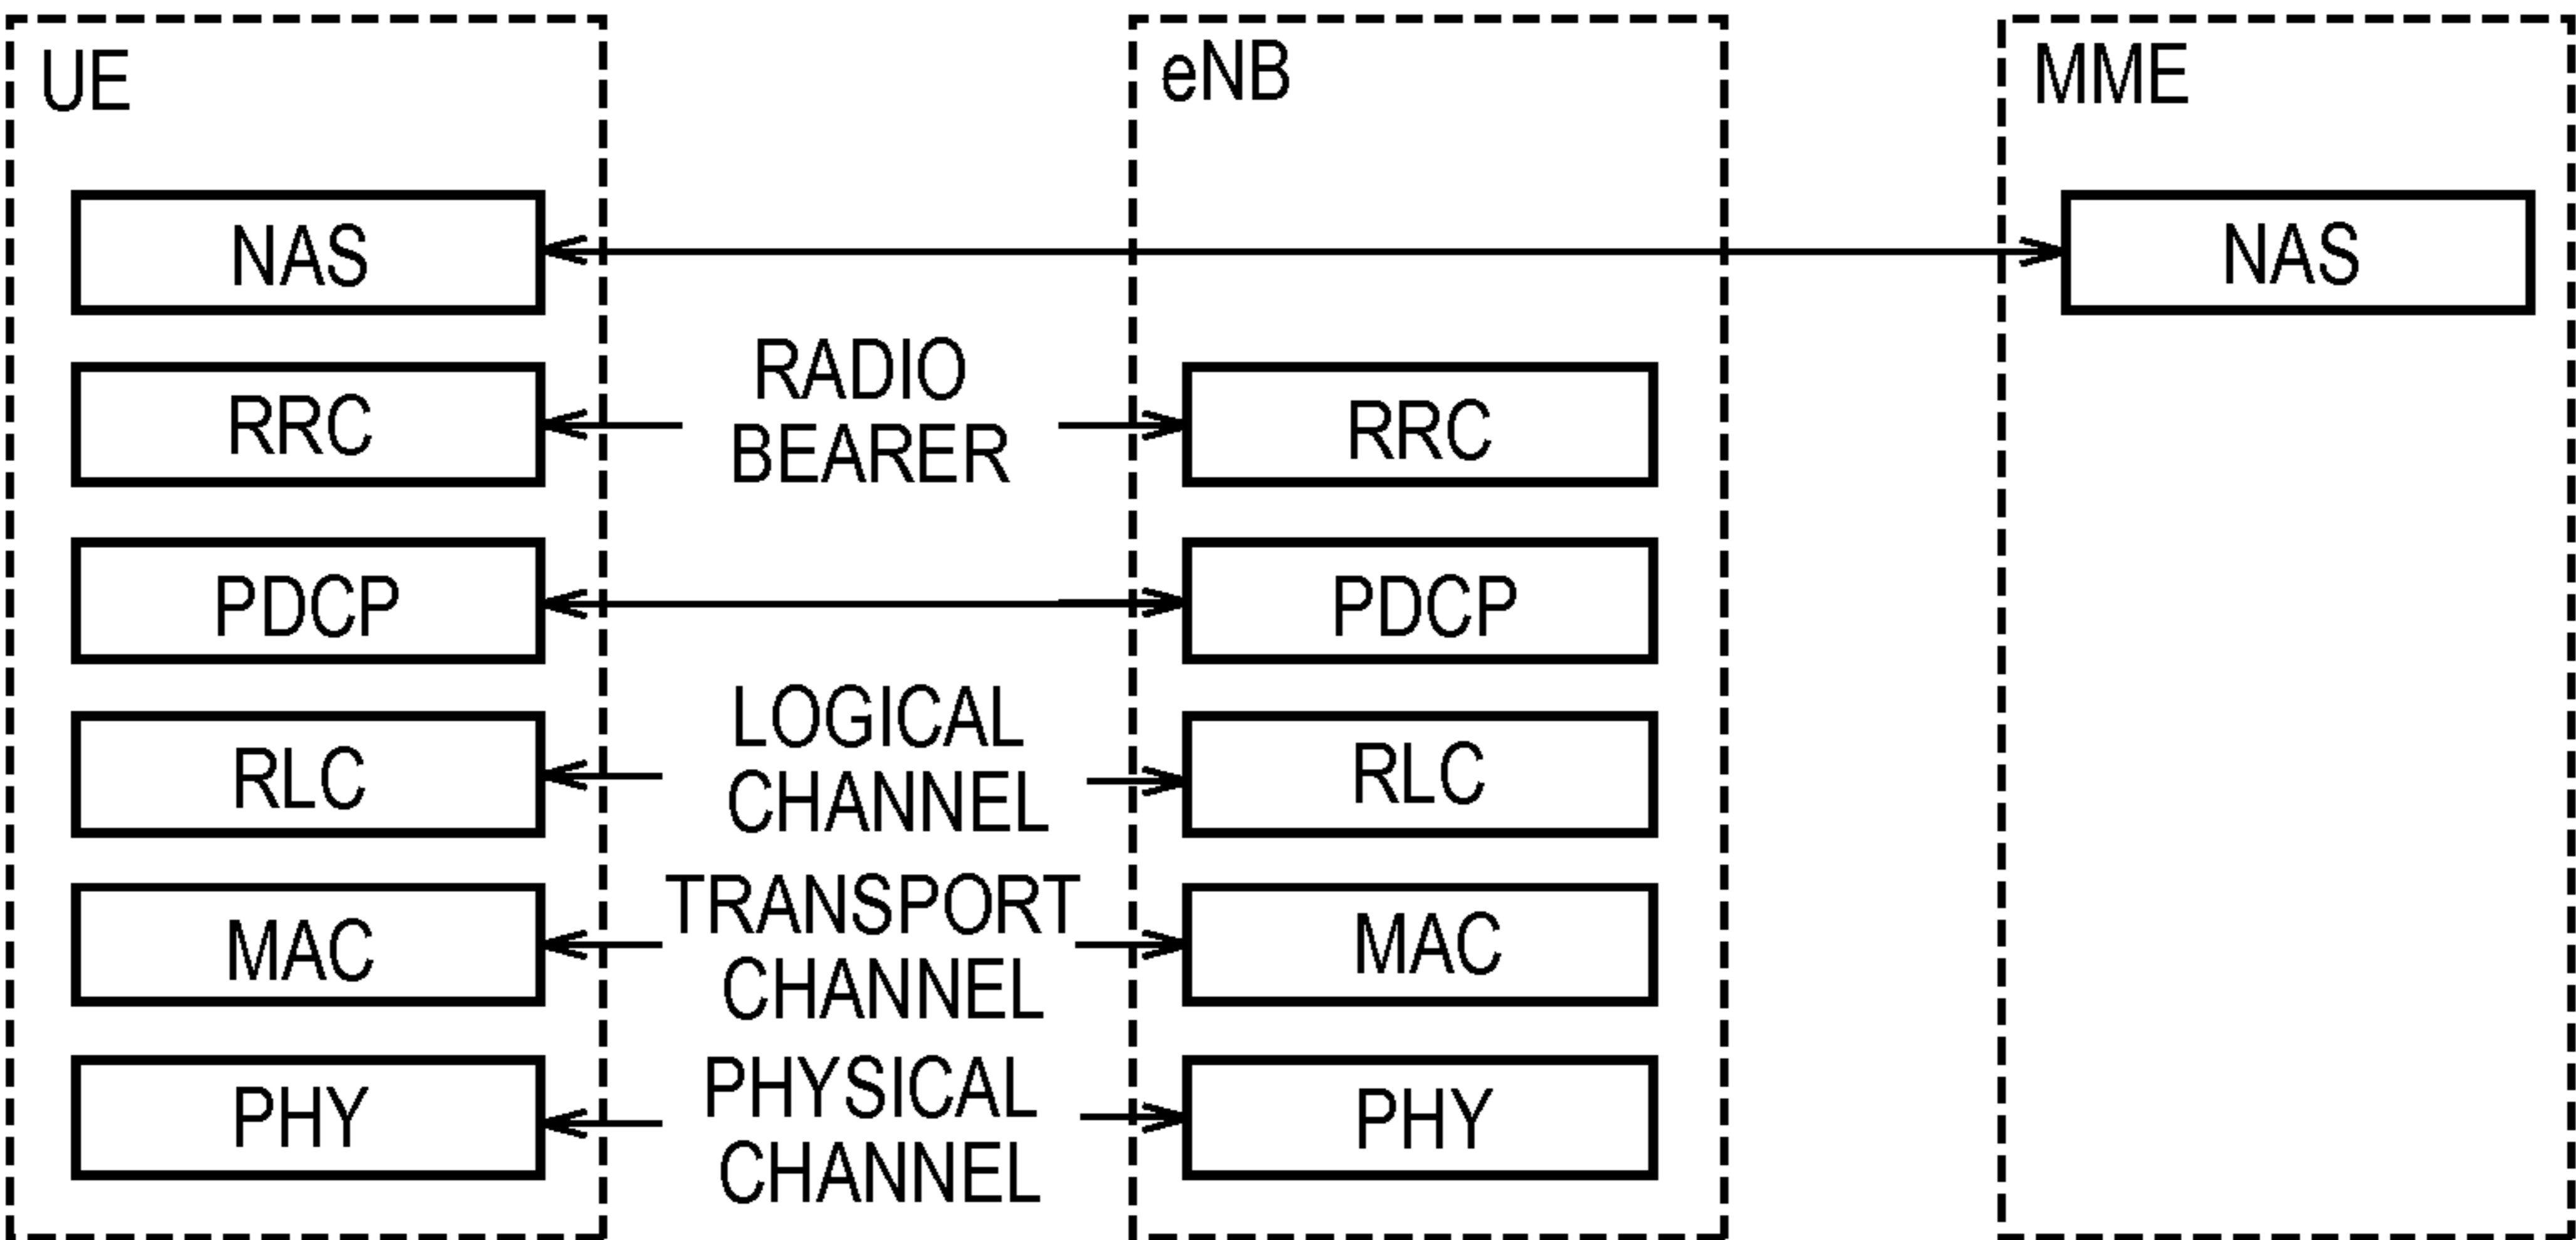 UE
eNB
MME
NAS
NAS
RADIO
BEARER
RRC
RRC
PDCP
PDCP
LOGICAL
CHANNEL
RLC
RLC
TRANSPORT
CHANNEL
MAC
MAC
PHYSICAL
CHANNEL
PHY
PHY